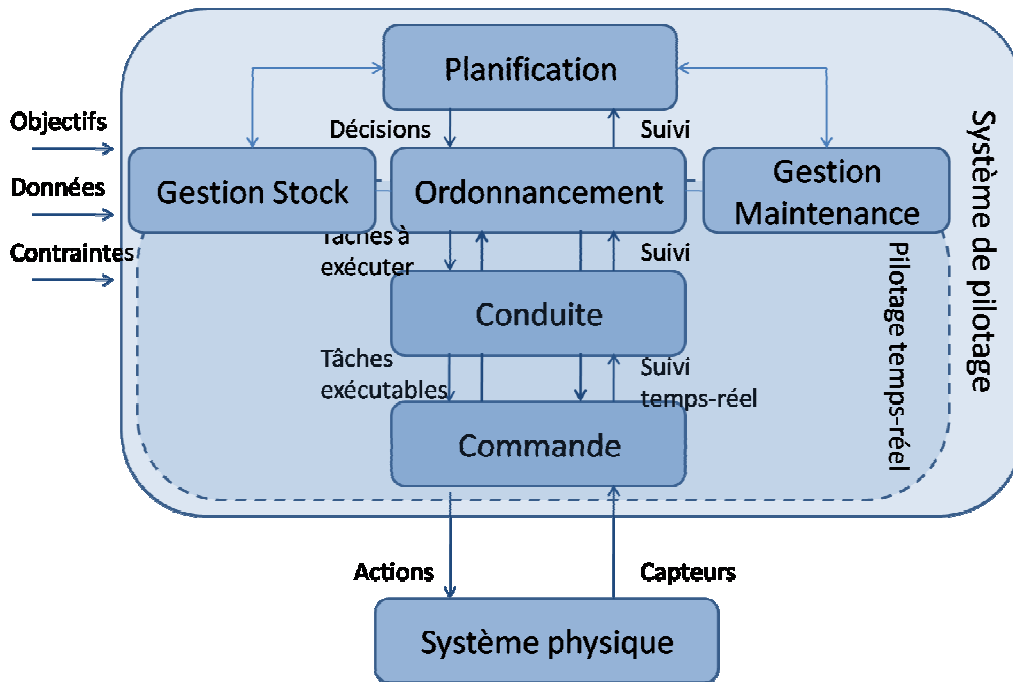 Planification
Objectifs
Décisions
Suivi
Données
Gestion Stock
Ordonnancement
Gestion
Maintenance
Contraintes
Tâches à
exécuter
Suivi
Conduite
Tâches
exécutables
Suivi
temps-réel
Commande
Pilotage temps-réel
Système de pilotage
Actions
Capteurs
Système physique